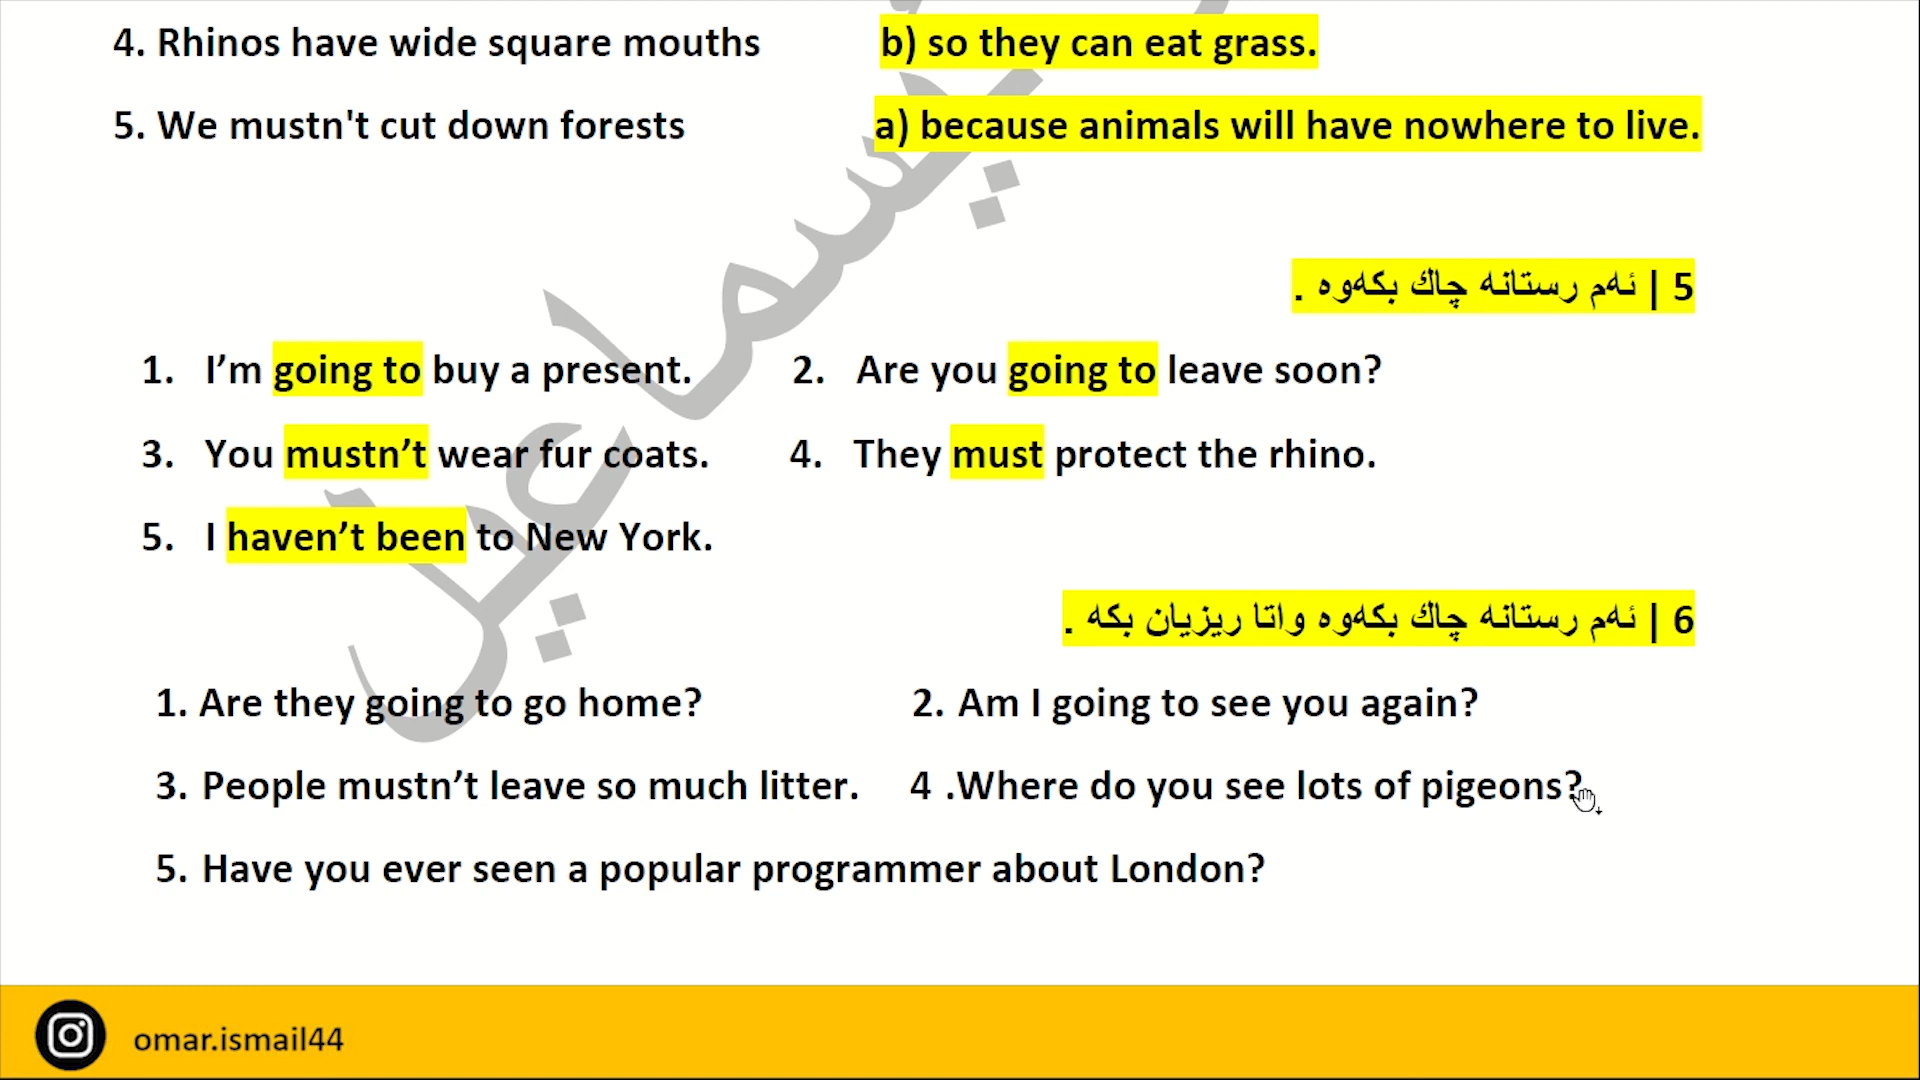 4. Rhinos have wide square mouths b) so they can eat grass.
5. We mustn't cut down forests a) because animals will have nowhere to live.
5 | ئەم رستانە چاك بکەوە .
1. I’m going to buy a present. 2. Are you going to leave soon?
3. You mustn’t wear fur coats. 4. They must protect the rhino.
5. I haven’t been to New York.
6 | ئەم رستانە چاك بکەوە واتا ریزیان بکە .
1. Are they going to go home? 2. Am I going to see you again?
3. People mustn’t leave so much litter. 4 .Where do you see lots of pigeons?
5. Have you ever seen a popular programmer about London?
omar.ismail44